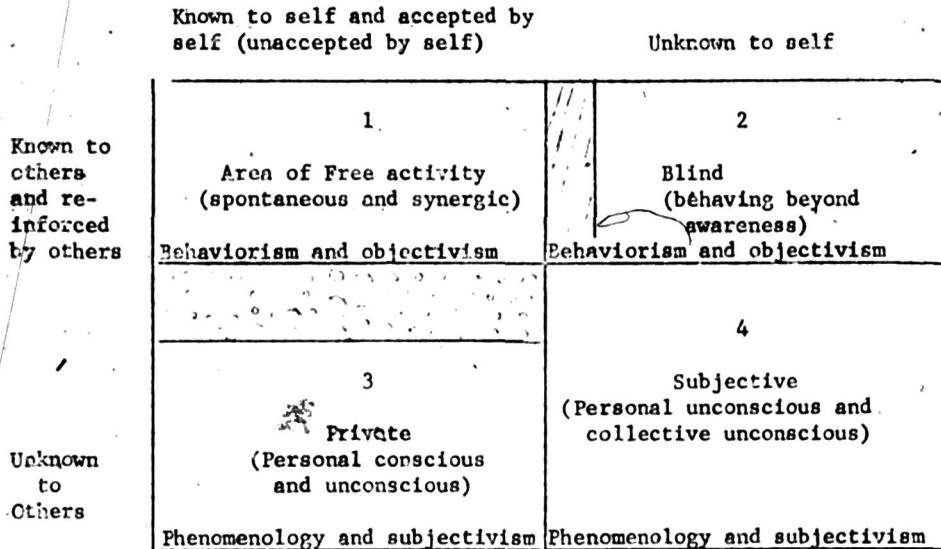 Known to self and accepted by
self (unaccepted by self)
Unknown to self
Known to
others
and re-
inforced
by others
1
Area of Free activity
(spontaneous and synergic)
Behaviorism and objectivism
2
Blind
(behaving beyond
awareness)
Behaviorism and objectivism
Unknown
to
Others
3
Private
(Personal conscious
and unconscious)
Phenomenology and subjectivism
4
Subjective
(Personal unconscious and
collective unconscious)
Phenomenology and subjectivism